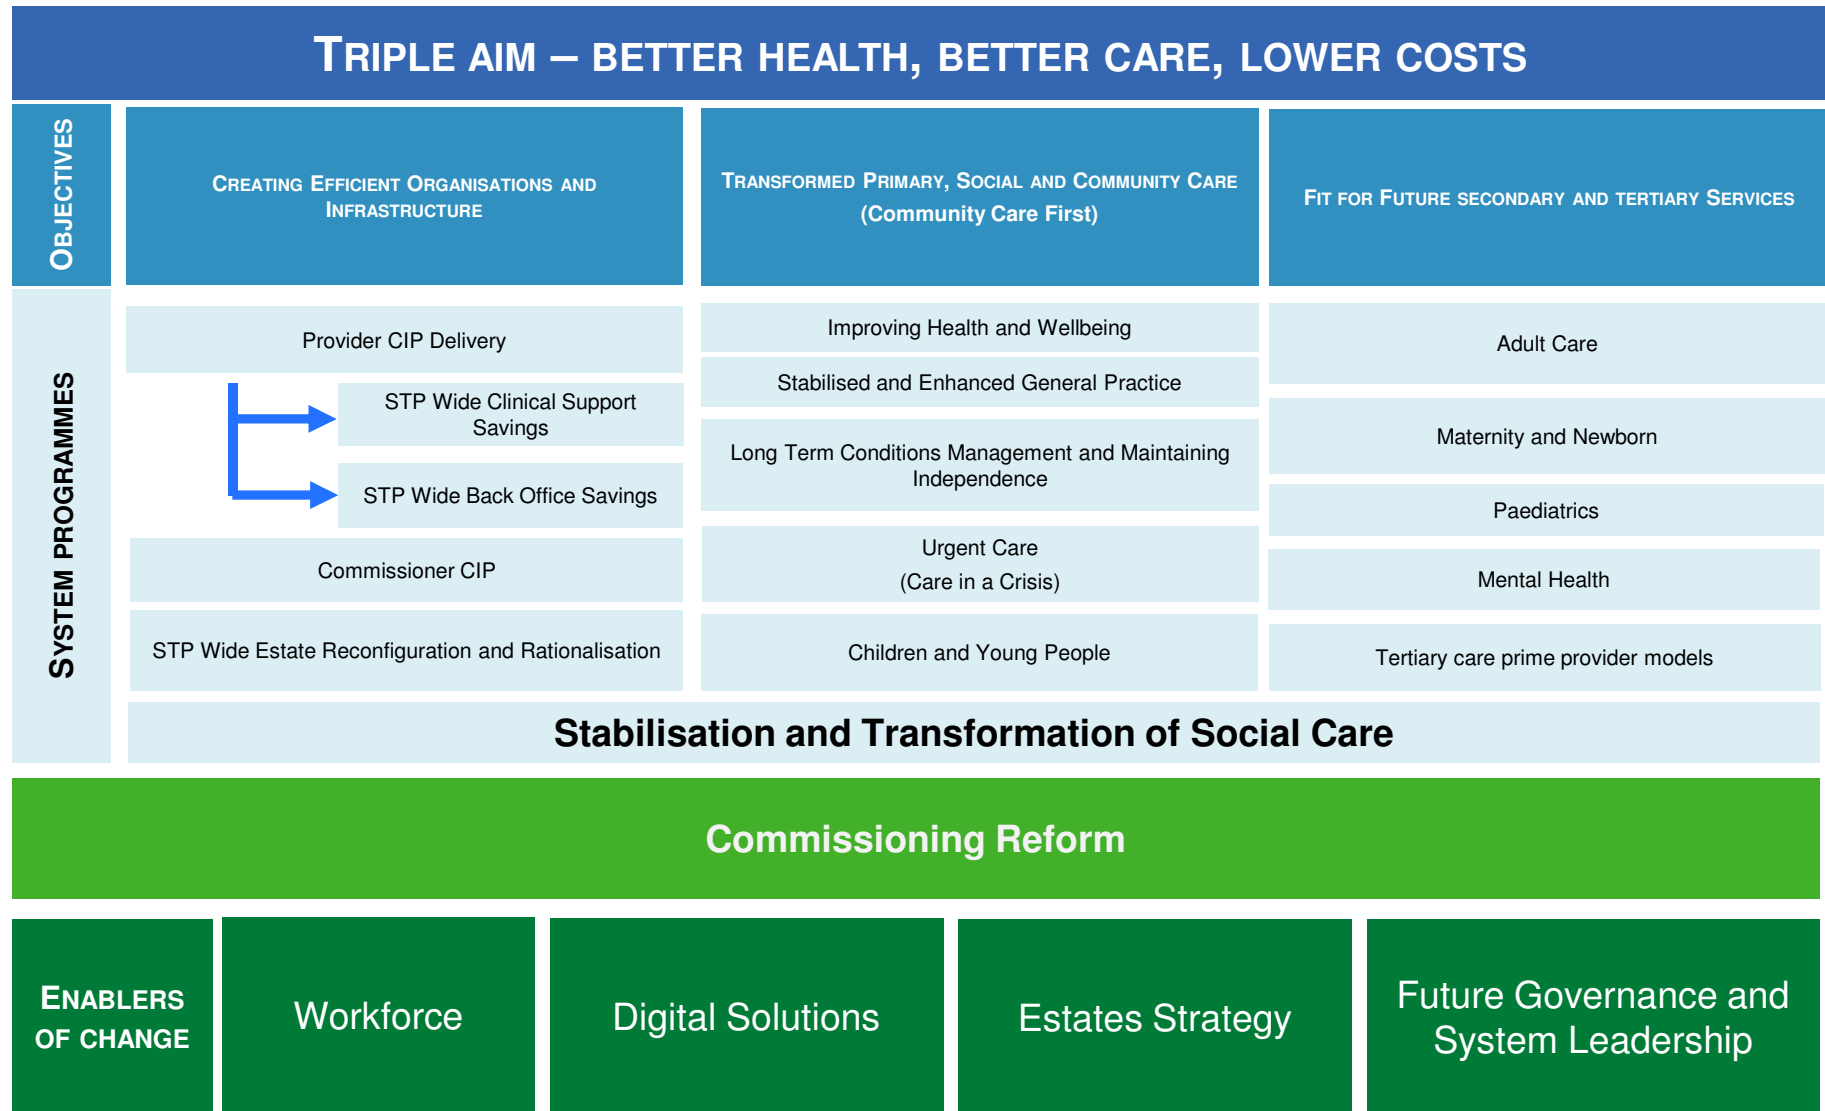 TRIPLE AIM – BETTER HEALTH, BETTER CARE, LOWER COSTS
OBJECTIVES
CREATING EFFICIENT ORGANISATIONS AND
INFRASTRUCTURE
TRANSFORMED PRIMARY, SOCIAL AND COMMUNITY CARE
(Community Care First)
FIT FOR FUTURE SECONDARY AND TERTIARY SERVICES
SYSTEM PROGRAMMES
Provider CIP Delivery
STP Wide Clinical Support
Savings
STP Wide Back Office Savings
Commissioner CIP
STP Wide Estate Reconfiguration and Rationalisation
Improving Health and Wellbeing
Stabilised and Enhanced General Practice
Long Term Conditions Management and Maintaining
Independence
Urgent Care
(Care in a Crisis)
Children and Young People
Adult Care
Maternity and Newborn
Paediatrics
Mental Health
Tertiary care prime provider models
Stabilisation and Transformation of Social Care
Commissioning Reform
ENABLERS
OF CHANGE
Workforce
Digital Solutions
Estates Strategy
Future Governance and
System Leadership